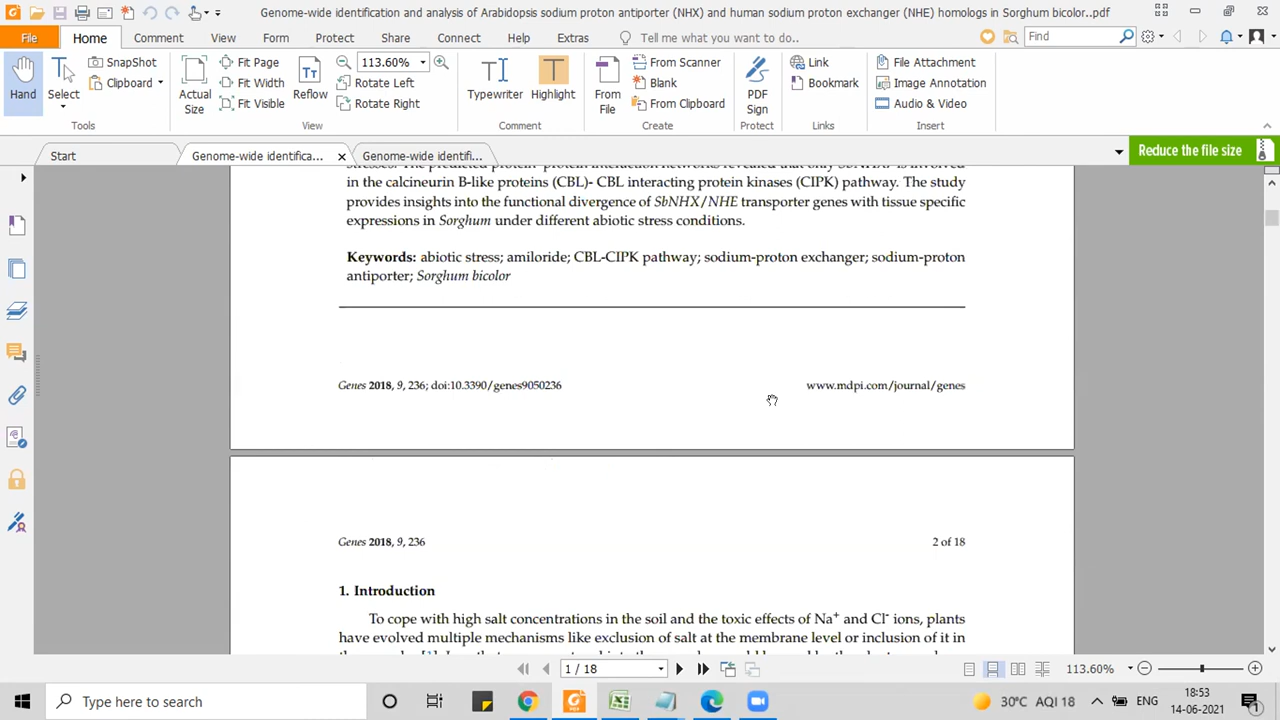 Genome-wide identification and analysis of Arbidopsis sodium proton antiporter (NHX) and human sodium proton exchanger (NHE) homologs in Sorghum bicolor..pdf
File Home Comment View Form Protect Share Connect Help Extras Tell me what you want to do.. Find
Hand
Select
SnapShot
Clipboard
Tools
Actual Size
Fit Page
Fit Width
Fit Visible
Reflow
113.60%
Rotate Left
Rotate Right
View
Typewriter
Highlight
Comment
From File
From Scanner
Blank
From Clipboard
Create
PDF Sign
Protect
Link
Bookmark
Links
File Attachment
Image Annotation
Audio & Video
Insert
Start Genome-wide identifica... Genome-wide identifi... Reduce the file size
in the calcineurin B-like proteins (CBL)- CBL interacting protein kinases (CIPK) pathway. The study
provides insights into the functional divergence of SbNHX/NHE transporter genes with tissue specific
expressions in Sorghum under different abiotic stress conditions.
Keywords: abiotic stress; amiloride; CBL-CIPK pathway; sodium-proton exchanger; sodium-proton
antiporter; Sorghum bicolor
Genes 2018, 9, 236; doi:10.3390/genes9050236 www.mdpi.com/journal/genes
Genes 2018, 9, 236 2 of 18
1. Introduction
To cope with high salt concentrations in the soil and the toxic effects of Na+ and Cl- ions, plants
have evolved multiple mechanisms like exclusion of salt at the membrane level or inclusion of it in
1 / 18 113.60%
Type here to search 30°C AQI 18 ENG 18:53
14-06-2021